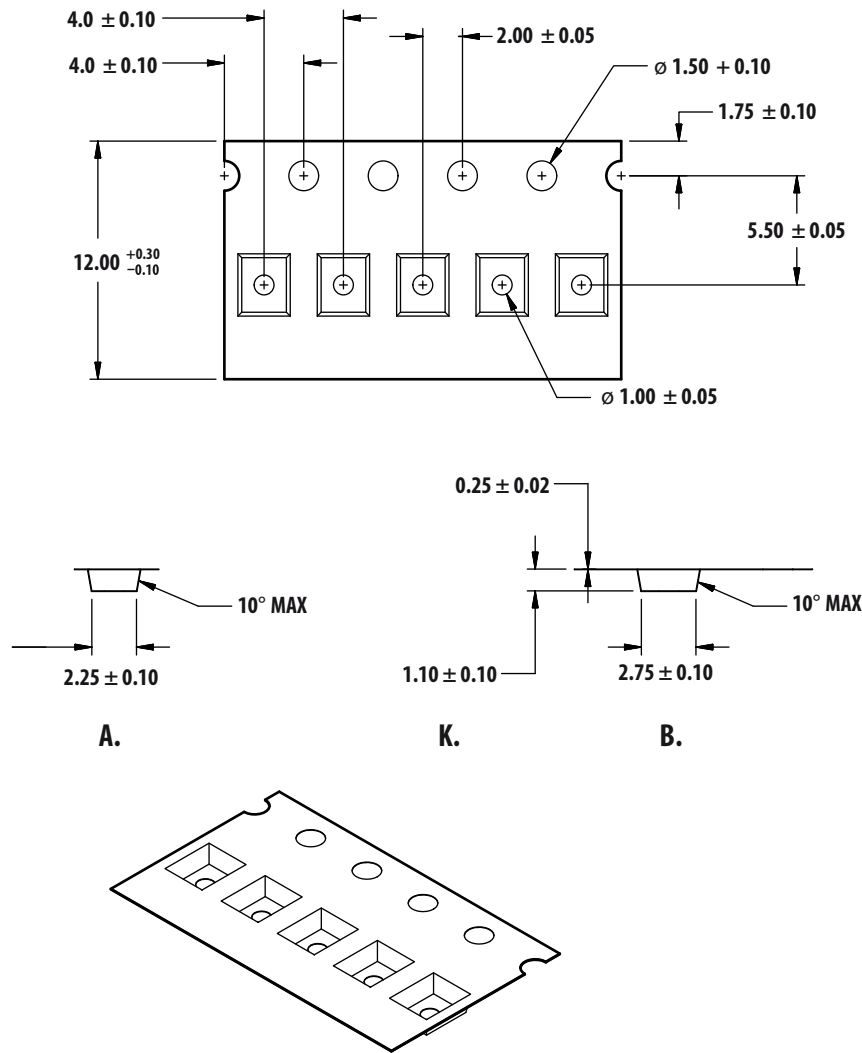 4.0 ± 0.10
2.00 ± 0.05
4.0 ± 0.10
ø 1.50 + 0.10
1.75 ± 0.10
5.50 ± 0.05
12.00 +0.30 −0.10
ø 1.00 ± 0.05
0.25 ± 0.02
10° MAX
10° MAX
2.25 ± 0.10
1.10 ± 0.10
2.75 ± 0.10
A.
K.
B.